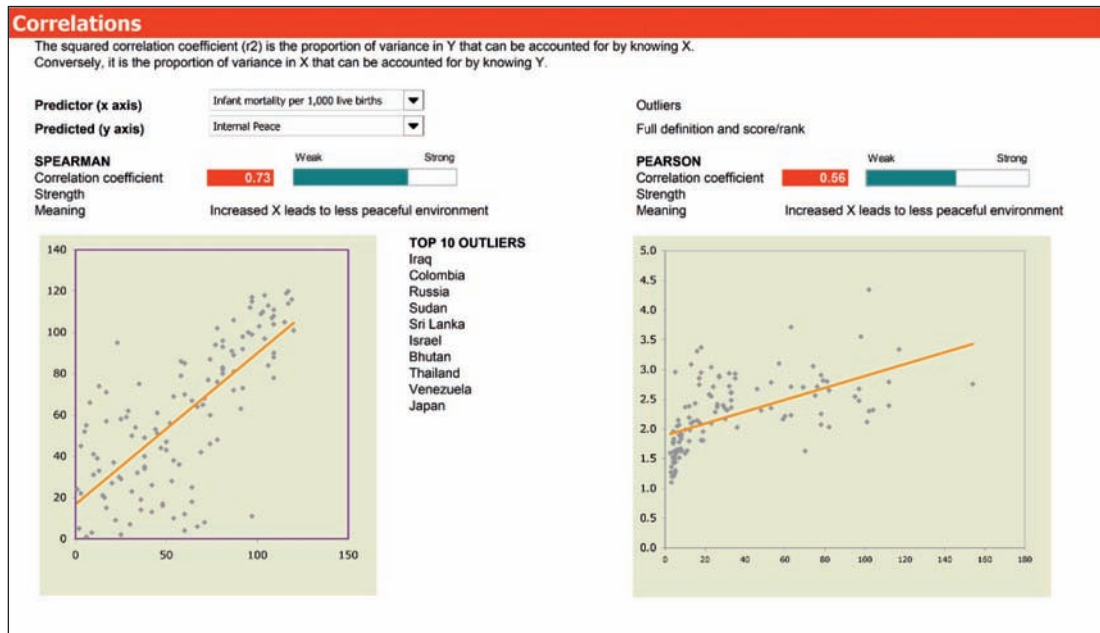 Correlations
The squared correlation coefficient (r2) is the proportion of variance in Y that can be accounted for by knowing X.
Conversely, it is the proportion of variance in X that can be accounted for by knowing Y.
Predictor (x axis)
Infant mortality per 1,000 live births
Outliers
Predicted (y axis)
Internal Peace
Full definition and score/rank
SPEARMAN
Weak Strong
Correlation coefficient
0.73
Strength
Meaning
Increased X leads to less peaceful environment
PEARSON
Weak Strong
Correlation coefficient
0.56
Strength
Meaning
Increased X leads to less peaceful environment
140
120
100
80
60
40
20
0
0 50 100 150
TOP 10 OUTLIERS
Iraq
Colombia
Russia
Sudan
Sri Lanka
Israel
Bhutan
Thailand
Venezuela
Japan
5.0
4.5
4.0
3.5
3.0
2.5
2.0
1.5
1.0
0.5
0.0
0 20 40 60 80 100 120 140 160 180